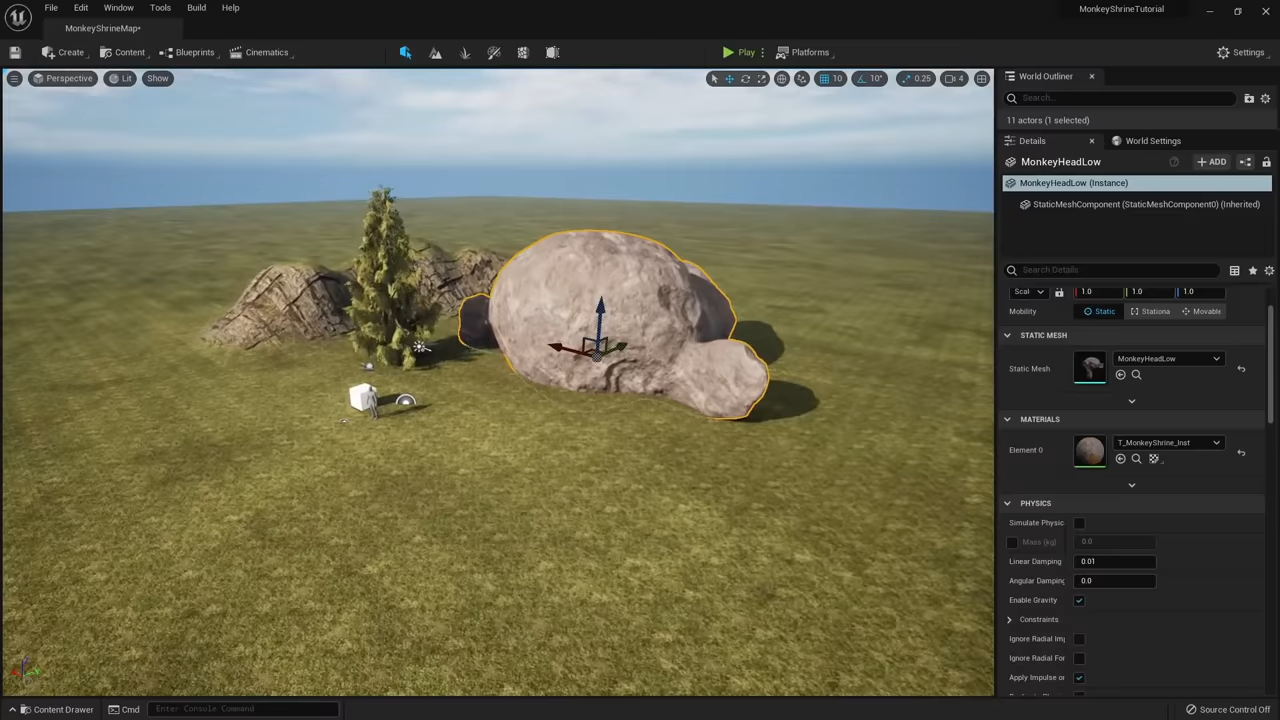 File Edit Window Tools Build Help
MonkeyShrineTutorial
MonkeyShrineMap*
Create Content Blueprints Cinematics Play Platforms Settings
Perspective Lit Show 10 10° 0.25 4
World Outliner
Search...
11 actors (1 selected)
Details World Settings
MonkeyHeadLow ADD
MonkeyHeadLow (Instance)
StaticMeshComponent (StaticMeshComponent0) (Inherited)
Search Details
Scal 1.0 1.0 1.0
Mobility Static Stationa Movable
STATIC MESH
Static Mesh MonkeyHeadLow
MATERIALS
Element 0 T_MonkeyShrine_Inst
PHYSICS
Simulate Physic
Mass (kg) 0.0
Linear Damping 0.01
Angular Damping 0.0
Enable Gravity
Constraints
Ignore Radial Imp
Ignore Radial For
Apply Impulse on
Content Drawer Cmd Enter Console Command Source Control Off